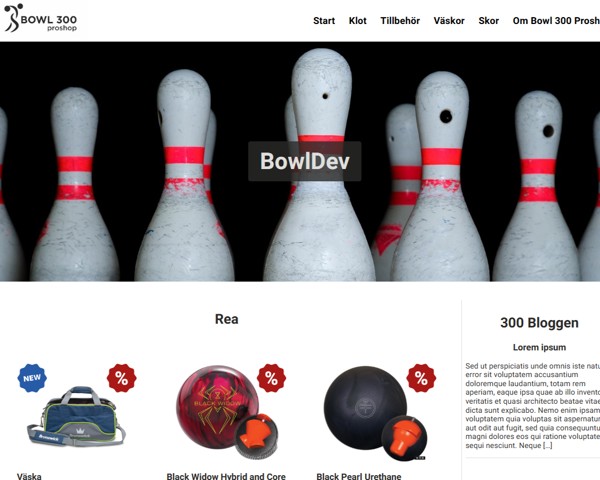 BOWL 300
proshop
Start Klot Tillbehör Väskor Skor Om Bowl 300 Prosh
BowlDev
Rea
300 Bloggen
Lorem ipsum
Sed ut perspiciatis unde omnis iste natu
error sit voluptatem accusantium
doloremque laudantium, totam rem
aperiam, eaque ipsa quae ab illo invento
veritatis et quasi architecto beatae vitae
dicta sunt explicabo. Nemo enim ipsam
voluptatem quia voluptas sit aspernatur
aut odit aut fugit, sed quia consequuntur
magni dolores eos qui ratione voluptate
sequi nesciunt. Neque [...]
NEW
%
%
%
BLACK WIDOW
Väska
Black Widow Hybrid and Core
Black Pearl Urethane